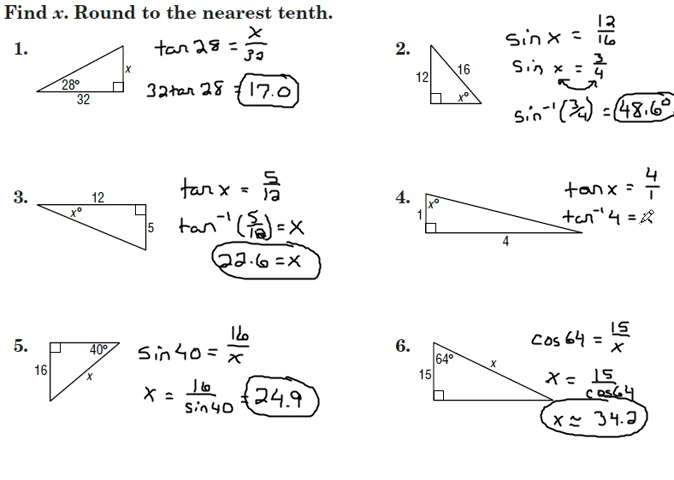 Find x. Round to the nearest tenth.
1.
28°
x
32
tan 28 = x/32
32 tan 28 = 17.0
2.
12
16
x°
sin x = 12/16
sin x = 3/4
sin⁻¹(3/4) = 48.6°
3.
12
x°
5
tan x = 5/12
tan⁻¹(5/12) = x
22.6 = x
4.
x°
1
4
tan x = 4/1
tan⁻¹ 4 =
5.
40°
16
x
sin 40 = 16/x
x = 16/sin 40 = 24.9
6.
64°
x
15
cos 64 = 15/x
x = 15/cos 64
x ≈ 34.2